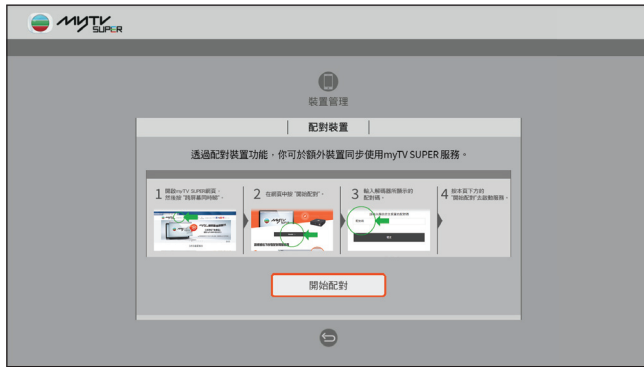 myTV SUPER
裝置管理
配對裝置
透過配對裝置功能，你可於額外裝置同步使用myTV SUPER服務。
1 開啟myTV SUPER網頁，
然後按“跨屏幕同時睇”。
2 在網頁中按“開始配對”。
3 輸入解碼器所顯示的
配對碼。
4 按本頁下方的
“開始配對”去啟動服務。
開始配對